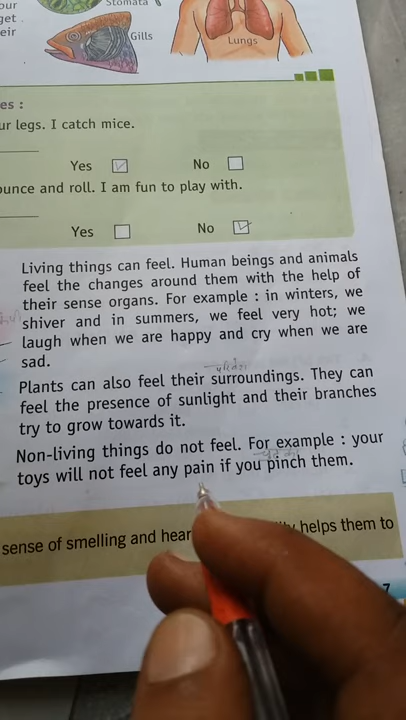 our
get
eir
Stomata
Gills
Lungs
es :
ur legs. I catch mice.
Yes No
ounce and roll. I am fun to play with.
Yes No
Living things can feel. Human beings and animals
feel the changes around them with the help of
their sense organs. For example : in winters, we
shiver and in summers, we feel very hot; we
laugh when we are happy and cry when we are
sad.
Plants can also feel their surroundings. They can
feel the presence of sunlight and their branches
try to grow towards it.
Non-living things do not feel. For example : your
toys will not feel any pain if you pinch them.
sense of smelling and hear helps them to
7